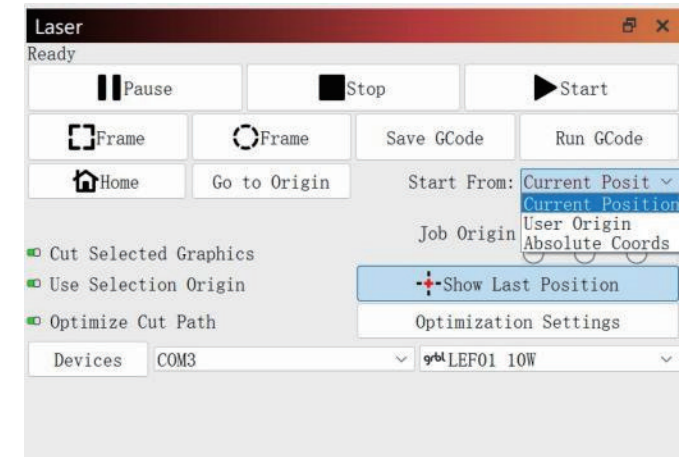 Laser
Ready
Pause Stop Start
Frame Frame Save GCode Run GCode
Home Go to Origin Start From: Current Posit
Current Position
User Origin
Absolute Coords
Job Origin
Cut Selected Graphics
Use Selection Origin Show Last Position
Optimize Cut Path Optimization Settings
Devices COM3 grbl LEF01 10W